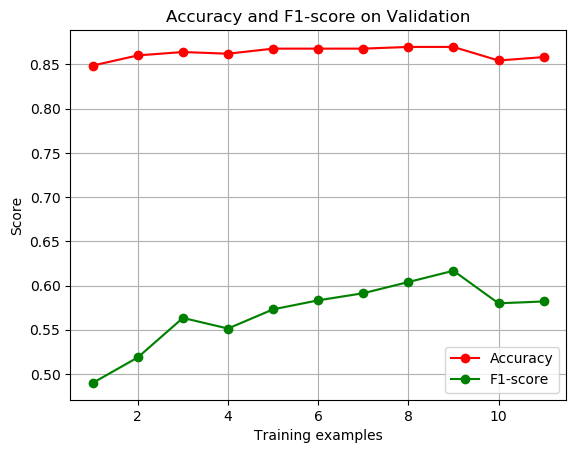 Accuracy and F1-score on Validation
Score
0.85
0.80
0.75
0.70
0.65
0.60
0.55
0.50
Accuracy
F1-score
2 4 6 8 10
Training examples